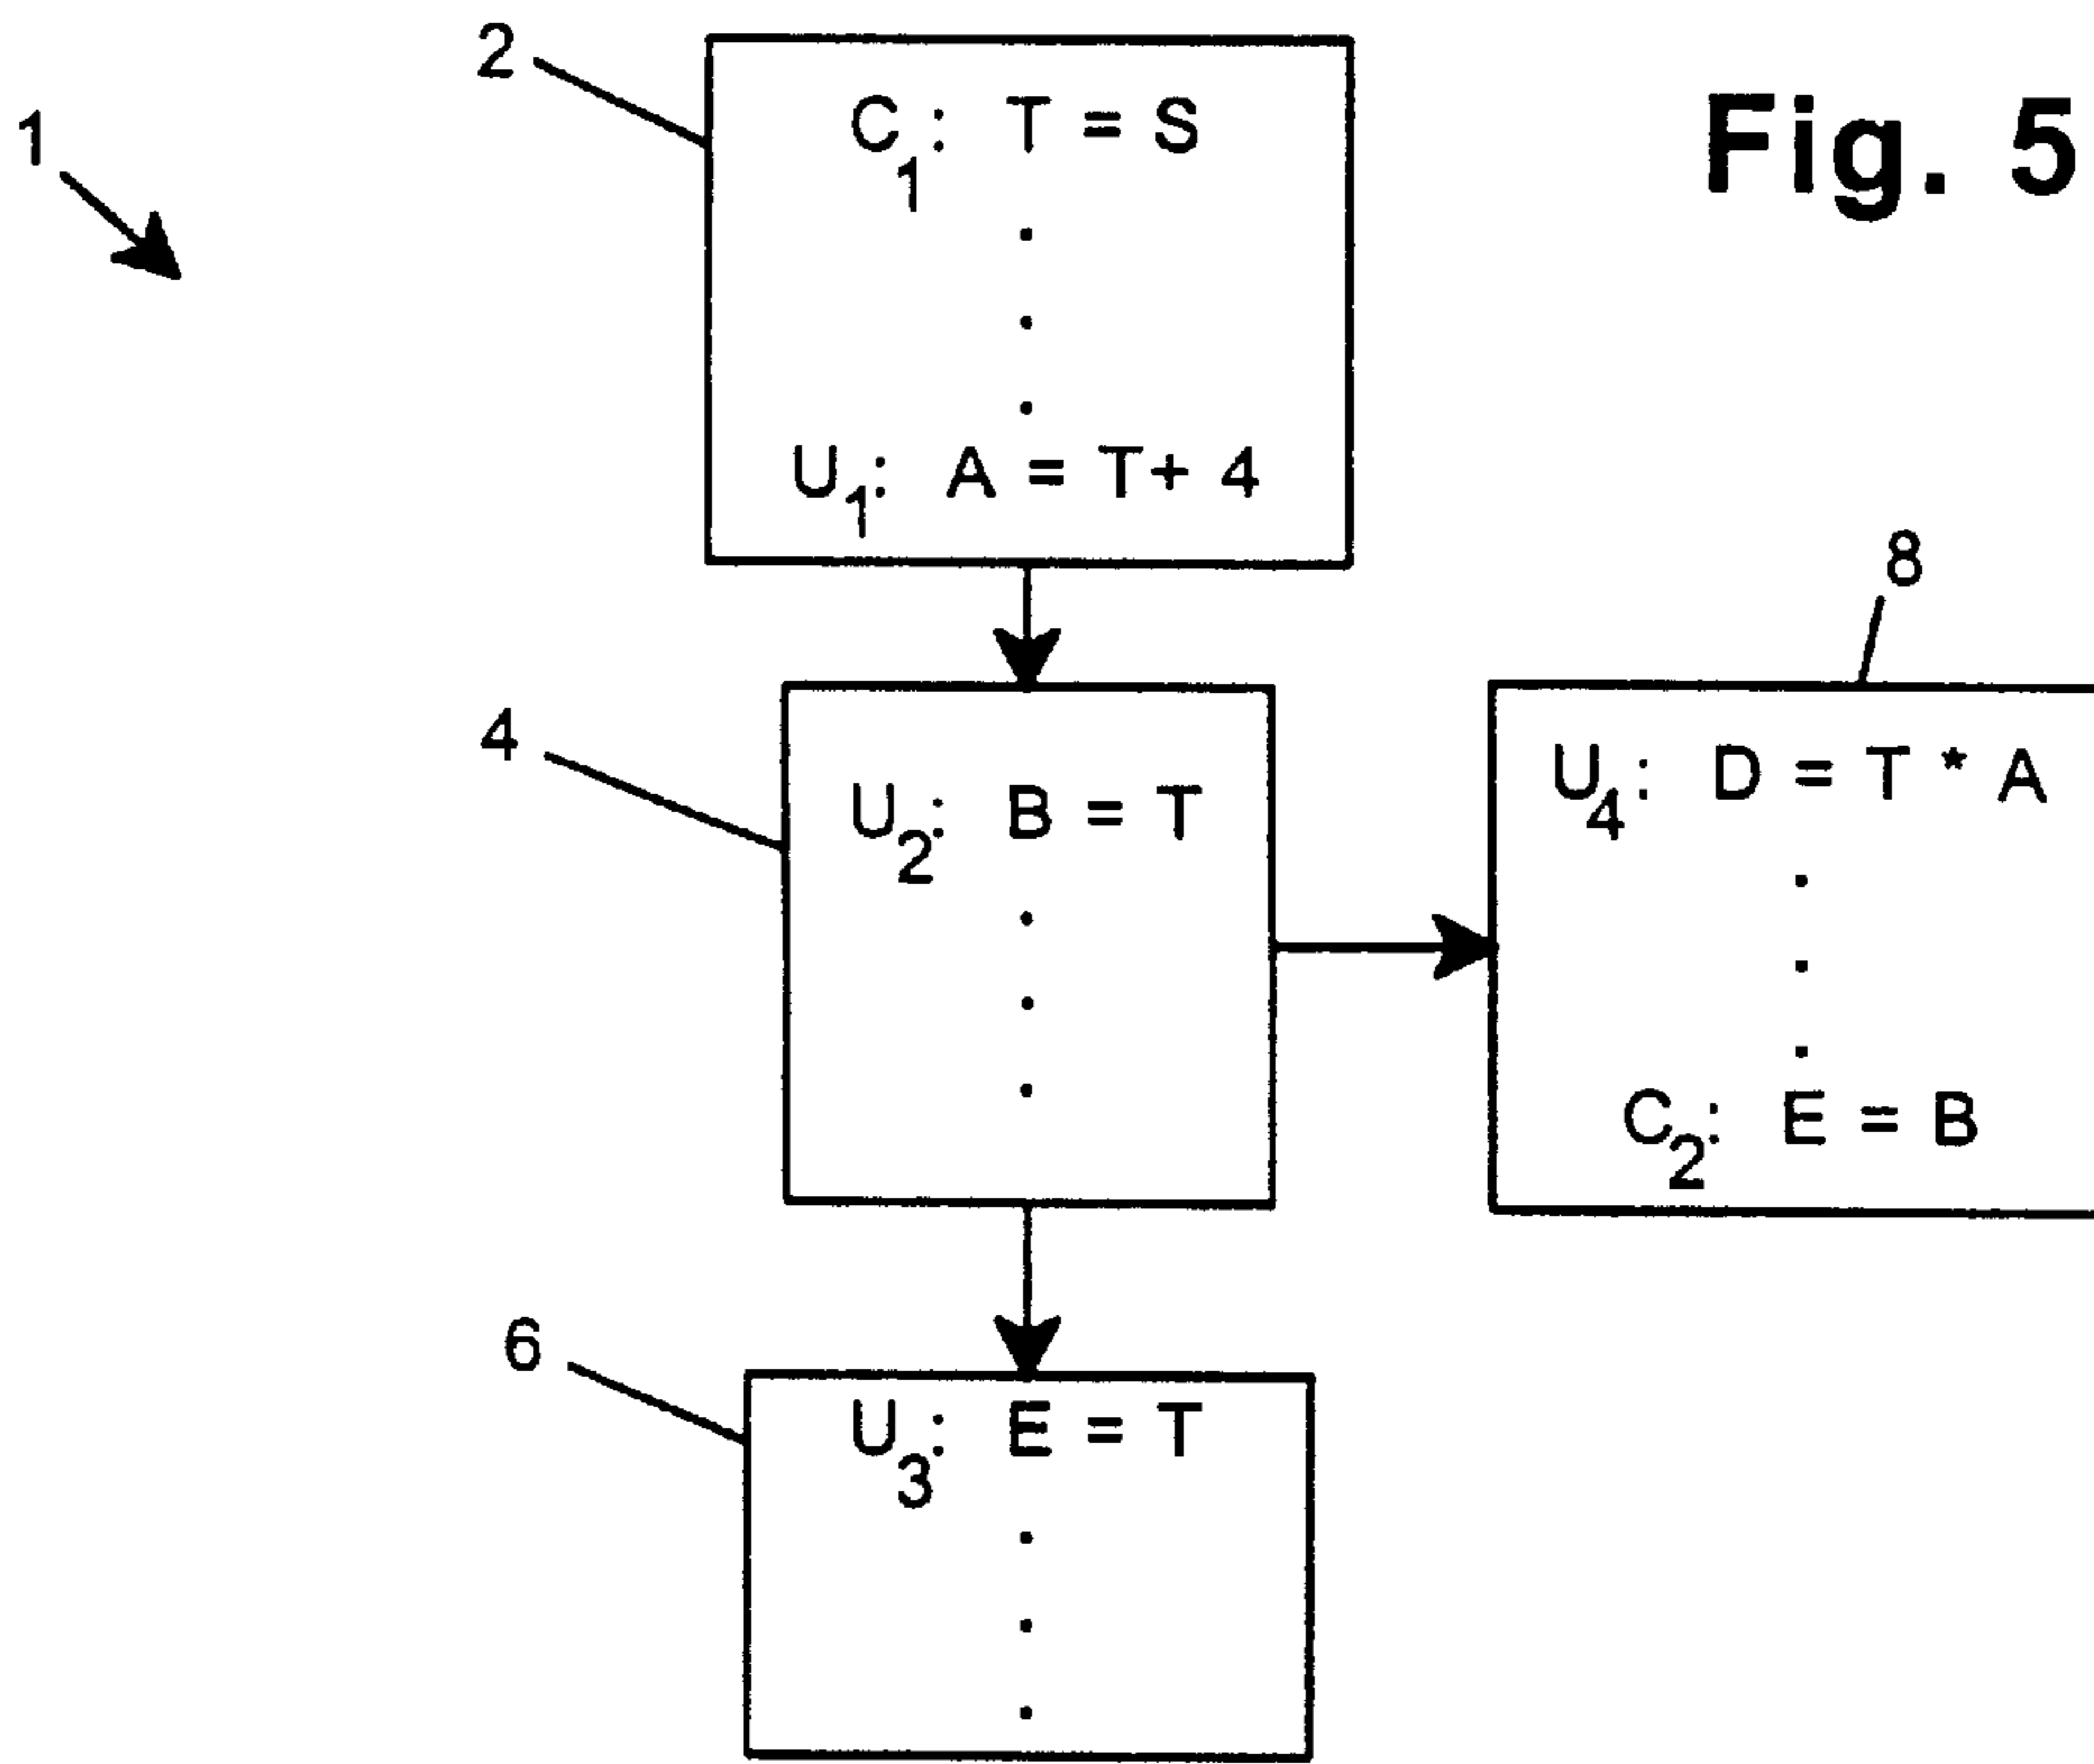 Fig. 5
1
2
C₁: T = S
.
.
.
U₁: A = T + 4
4
U₂: B = T
.
.
.
8
U₄: D = T * A
.
.
.
C₂: E = B
6
U₃: E = T
.
.
.